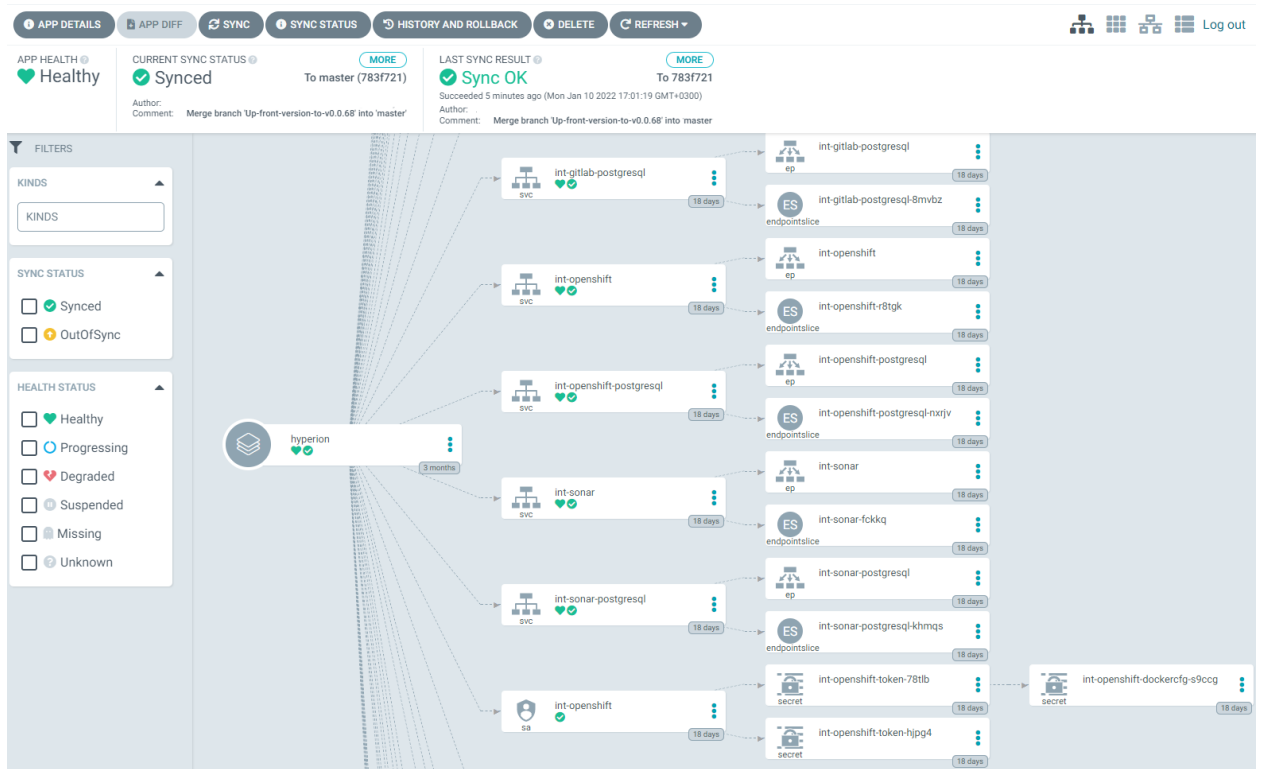 APP DETAILS APP DIFF SYNC SYNC STATUS HISTORY AND ROLLBACK DELETE REFRESH Log out
APP HEALTH
Healthy
CURRENT SYNC STATUS MORE
Synced To master (783f721)
Author:
Comment: Merge branch 'Up-front-version-to-v0.0.68' into 'master'
LAST SYNC RESULT MORE
Sync OK To 783f721
Succeeded 5 minutes ago (Mon Jan 10 2022 17:01:19 GMT+0300)
Author:
Comment: Merge branch 'Up-front-version-to-v0.0.68' into 'master
FILTERS
KINDS
KINDS
SYNC STATUS
Synced
OutOfSync
HEALTH STATUS
Healthy
Progressing
Degraded
Suspended
Missing
Unknown
hyperion
3 months
int-gitlab-postgresql
svc
18 days
int-openshift
svc
18 days
int-openshift-postgresql
svc
18 days
int-sonar
svc
18 days
int-sonar-postgresql
svc
18 days
int-openshift
sa
18 days
int-gitlab-postgresql
ep
18 days
ES
int-gitlab-postgresql-8mvbz
endpointslice
18 days
int-openshift
ep
18 days
ES
int-openshift-r8tgk
endpointslice
18 days
int-openshift-postgresql
ep
18 days
ES
int-openshift-postgresql-nxrjv
endpointslice
18 days
int-sonar
ep
18 days
ES
int-sonar-fckkq
endpointslice
18 days
int-sonar-postgresql
ep
18 days
ES
int-sonar-postgresql-khmqs
endpointslice
18 days
int-openshift-token-78tlb
secret
18 days
int-openshift-token-hjpg4
secret
18 days
int-openshift-dockercfg-s9ccg
secret
18 days